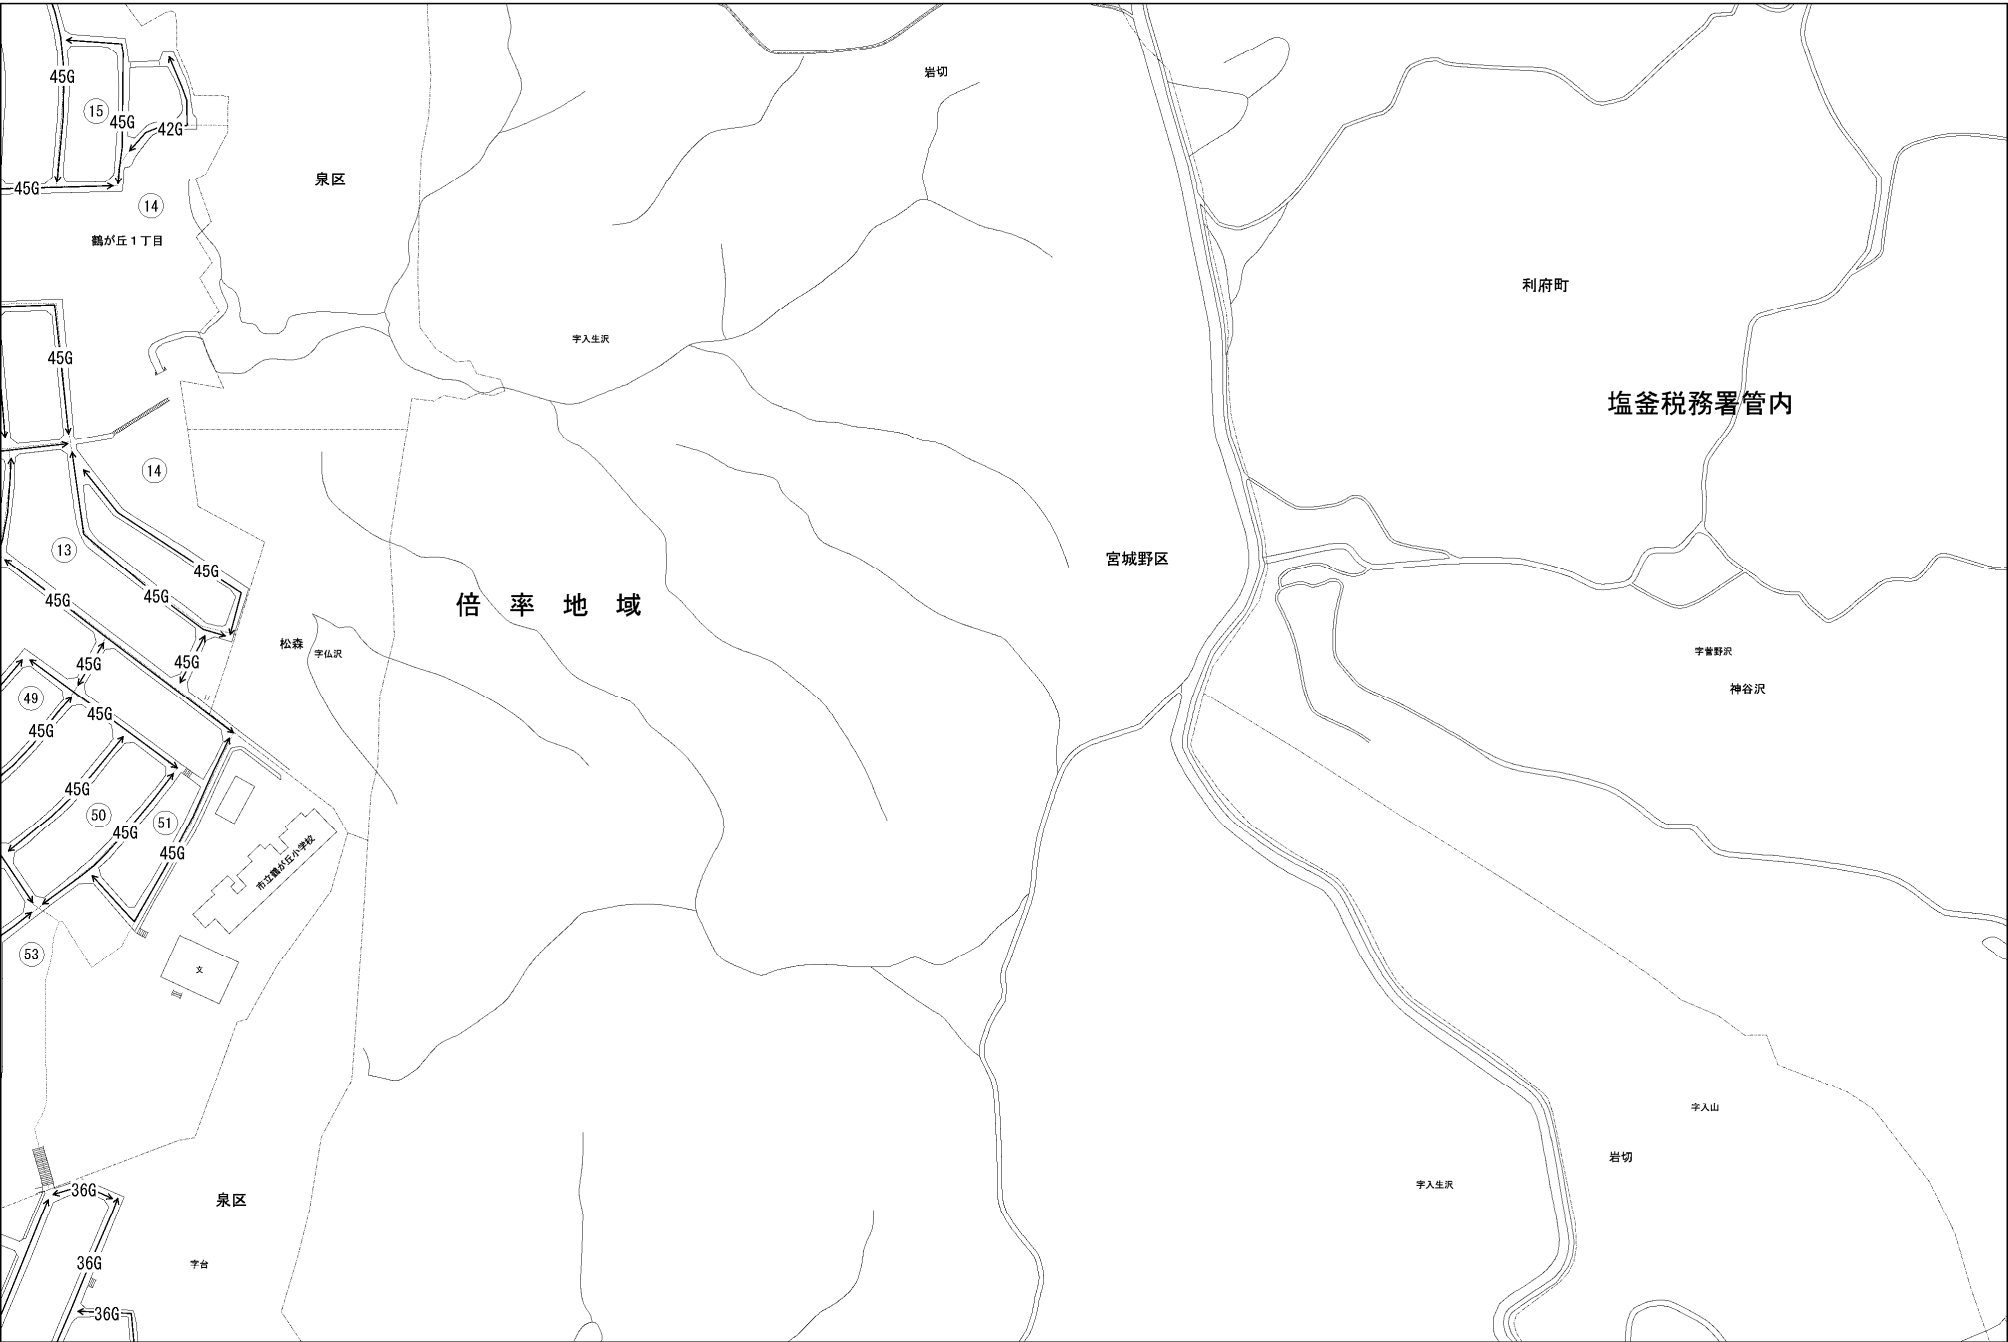 45G
岩切
15
45G
42G
泉区
45G
14
鶴が丘1丁目
利府町
字入生沢
45G
塩釜税務署管内
14
13
45G
宮城野区
45G
45G
倍率地域
松森
字仏沢
字菅野沢
45G
45G
神谷沢
49
45G
45G
45G
50
51
45G
45G
市立鶴が丘小学校
53
文
字入山
岩切
字入生沢
36G
泉区
36G
字台
36G